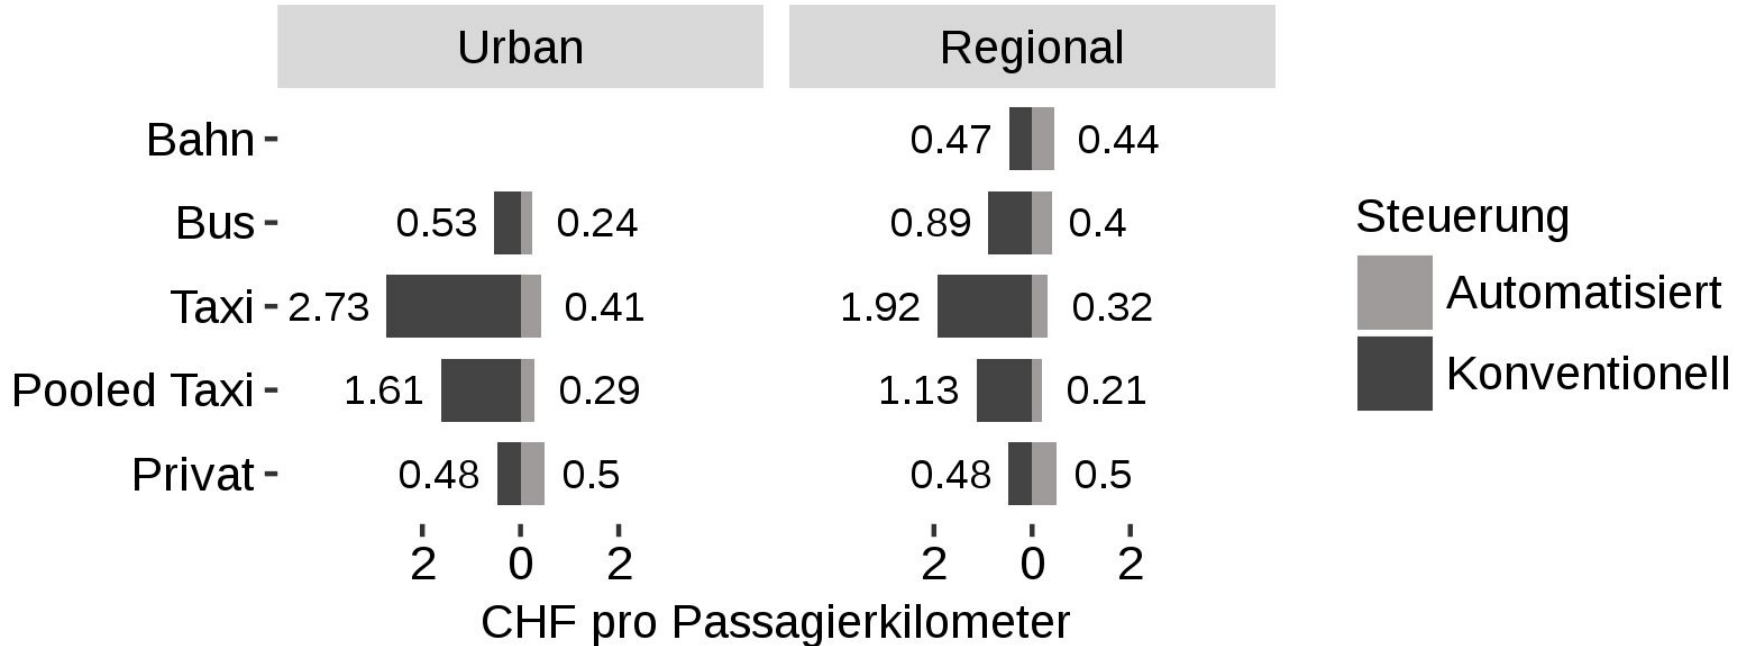 Urban Regional
Bahn 0.47 0.44
Bus 0.53 0.24 0.89 0.4
Taxi 2.73 0.41 1.92 0.32
Pooled Taxi 1.61 0.29 1.13 0.21
Privat 0.48 0.5 0.48 0.5
2 0 2 2 0 2
CHF pro Passagierkilometer
Steuerung
Automatisiert
Konventionell